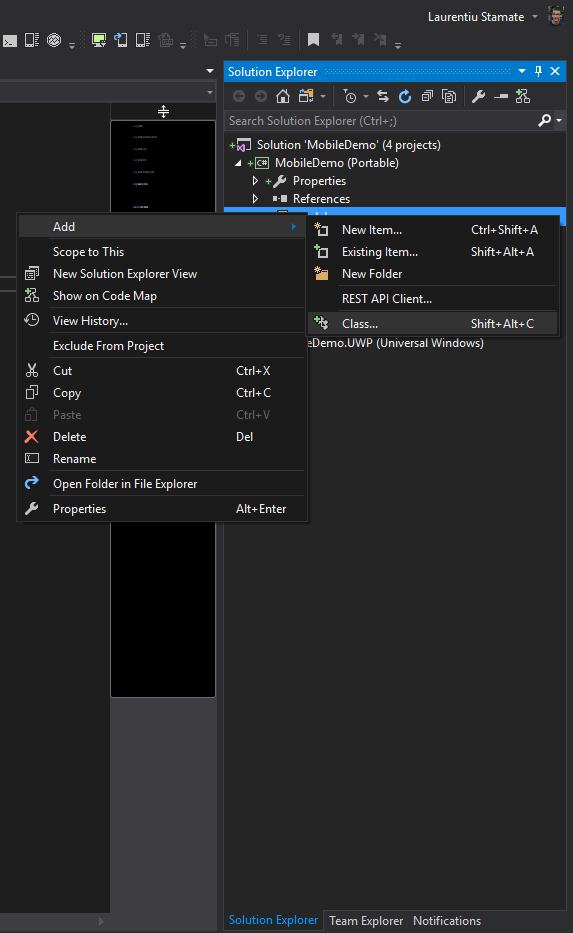 Laurentiu Stamate
Solution Explorer
Search Solution Explorer (Ctrl+;)
Solution 'MobileDemo' (4 projects)
C# MobileDemo (Portable)
Properties
References
Add
New Item... Ctrl+Shift+A
Scope to This
Existing Item... Shift+Alt+A
New Solution Explorer View
New Folder
Show on Code Map
REST API Client...
View History...
Class... Shift+Alt+C
Exclude From Project
eDemo.UWP (Universal Windows)
Cut Ctrl+X
Copy Ctrl+C
Paste Ctrl+V
Delete Del
Rename
Open Folder in File Explorer
Properties Alt+Enter
Solution Explorer Team Explorer Notifications